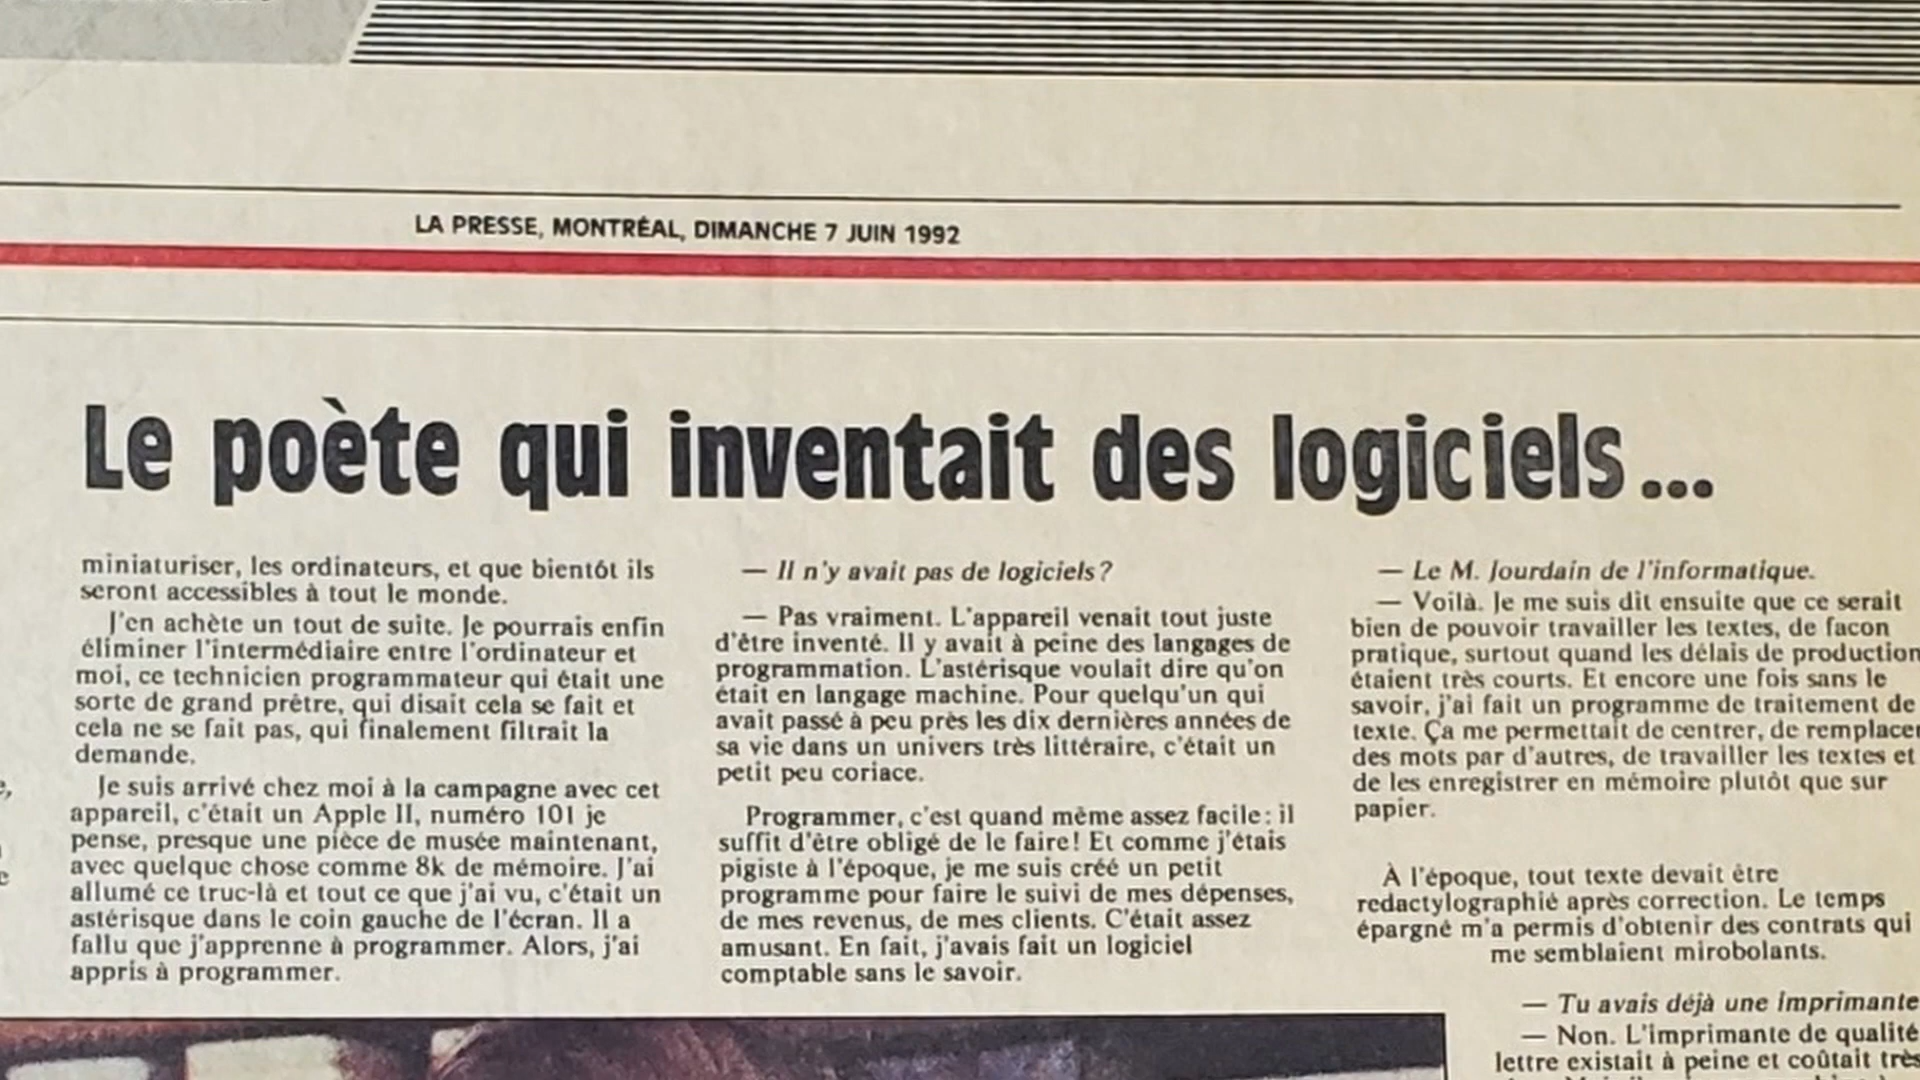 LA PRESSE, MONTRÉAL, DIMANCHE 7 JUIN 1992
Le poète qui inventait des logiciels...
miniaturiser, les ordinateurs, et que bientôt ils
seront accessibles à tout le monde.
J'en achète un tout de suite. Je pourrais enfin
éliminer l'intermédiaire entre l'ordinateur et
moi, ce technicien programmateur qui était une
sorte de grand prêtre, qui disait cela se fait et
cela ne se fait pas, qui finalement filtrait la
demande.
Je suis arrivé chez moi à la campagne avec cet
appareil, c'était un Apple II, numéro 101 je
pense, presque une pièce de musée maintenant,
avec quelque chose comme 8k de mémoire. J'ai
allumé ce truc-là et tout ce que j'ai vu, c'était un
astérisque dans le coin gauche de l'écran. Il a
fallu que j'apprenne à programmer. Alors, j'ai
appris à programmer.
— Il n'y avait pas de logiciels?
— Pas vraiment. L'appareil venait tout juste
d'être inventé. Il y avait à peine des langages de
programmation. L'astérisque voulait dire qu'on
était en langage machine. Pour quelqu'un qui
avait passé à peu près les dix dernières années de
sa vie dans un univers très littéraire, c'était un
petit peu coriace.
Programmer, c'est quand même assez facile: il
suffit d'être obligé de le faire! Et comme j'étais
pigiste à l'époque, je me suis créé un petit
programme pour faire le suivi de mes dépenses,
de mes revenus, de mes clients. C'était assez
amusant. En fait, j'avais fait un logiciel
comptable sans le savoir.
— Le M. Jourdain de l'informatique.
— Voilà. Je me suis dit ensuite que ce serait
bien de pouvoir travailler les textes, de facon
pratique, surtout quand les délais de production
étaient très courts. Et encore une fois sans le
savoir, j'ai fait un programme de traitement de
texte. Ça me permettait de centrer, de remplacer
des mots par d'autres, de travailler les textes et
de les enregistrer en mémoire plutôt que sur
papier.
À l'époque, tout texte devait être
redactylographié après correction. Le temps
épargné m'a permis d'obtenir des contrats qui
me semblaient mirobolants.
— Tu avais déjà une imprimante
— Non. L'imprimante de qualité
lettre existait à peine et coûtait très